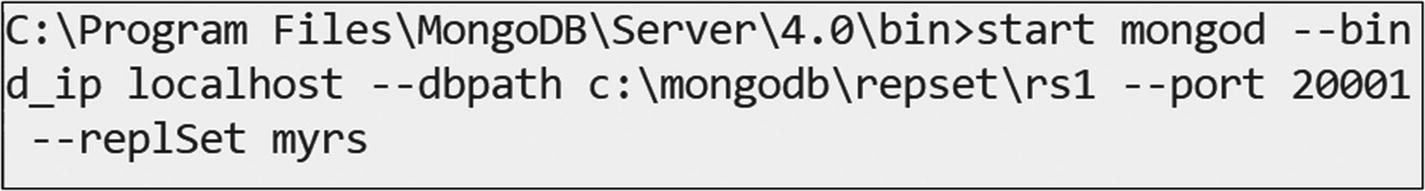 C:\Program Files\MongoDB\Server\4.0\bin>start mongod --bin
d_ip localhost --dbpath c:\mongodb\repset\rs1 --port 20001
 --replSet myrs